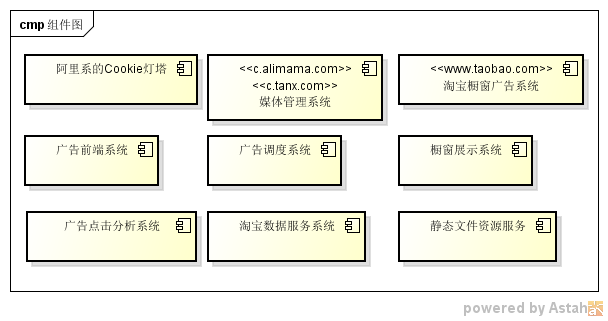 cmp 组件图
阿里系的Cookie灯塔
<<c.alimama.com>>
<<c.tanx.com>>
媒体管理系统
<<www.taobao.com>>
淘宝橱窗广告系统
广告前端系统
广告调度系统
橱窗展示系统
广告点击分析系统
淘宝数据服务系统
静态文件资源服务
powered by Astah